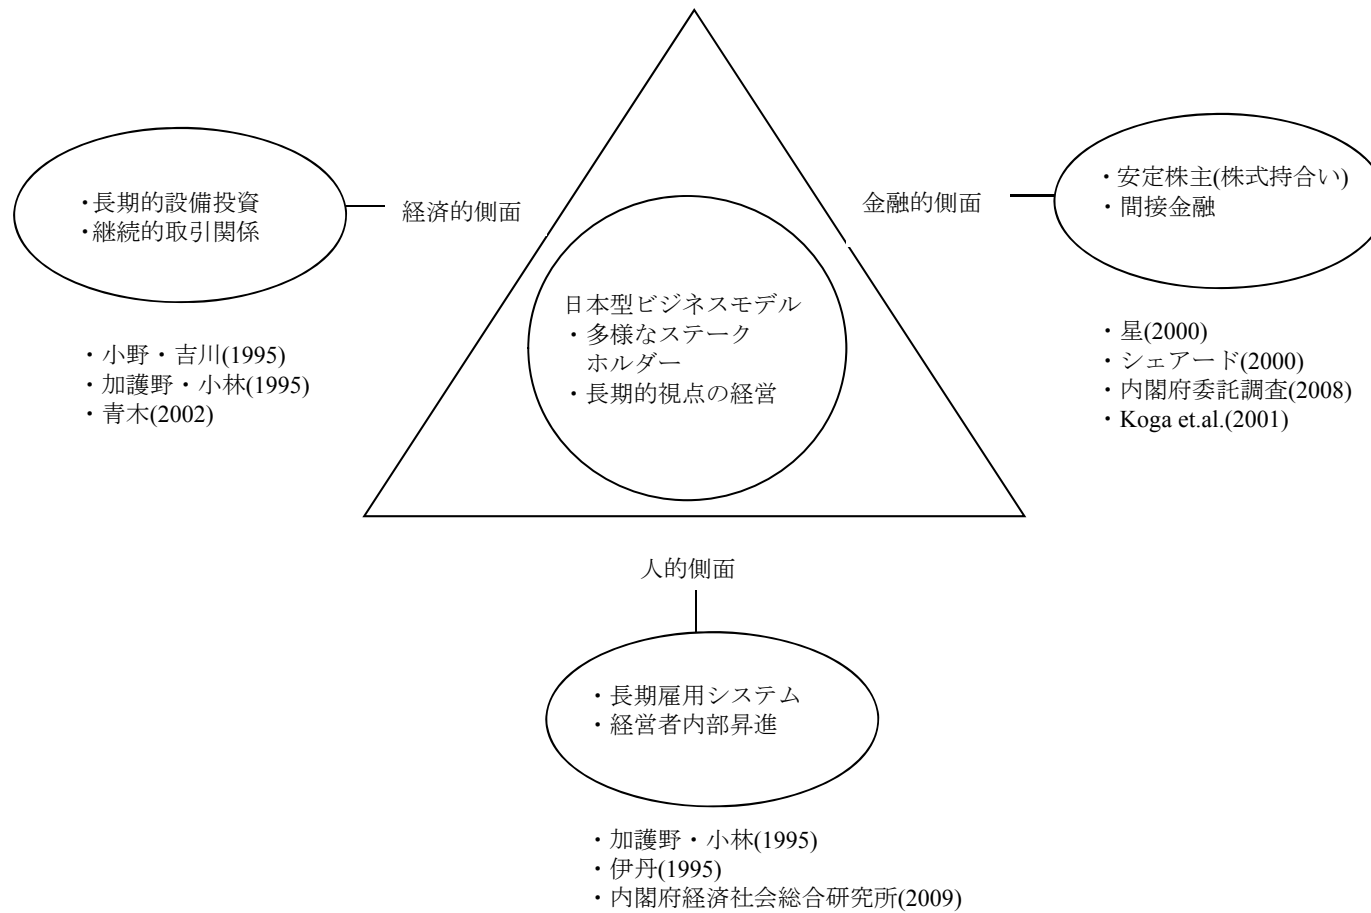 ・長期的設備投資
・継続的取引関係
経済的側面
・小野・吉川(1995)
・加護野・小林(1995)
・青木(2002)
日本型ビジネスモデル
・多様なステーク
ホルダー
・長期的視点の経営
金融的側面
・安定株主(株式持合い)
・間接金融
・星(2000)
・シェアード(2000)
・内閣府委託調査(2008)
・Koga et.al.(2001)
人的側面
・長期雇用システム
・経営者内部昇進
・加護野・小林(1995)
・伊丹(1995)
・内閣府経済社会総合研究所(2009)